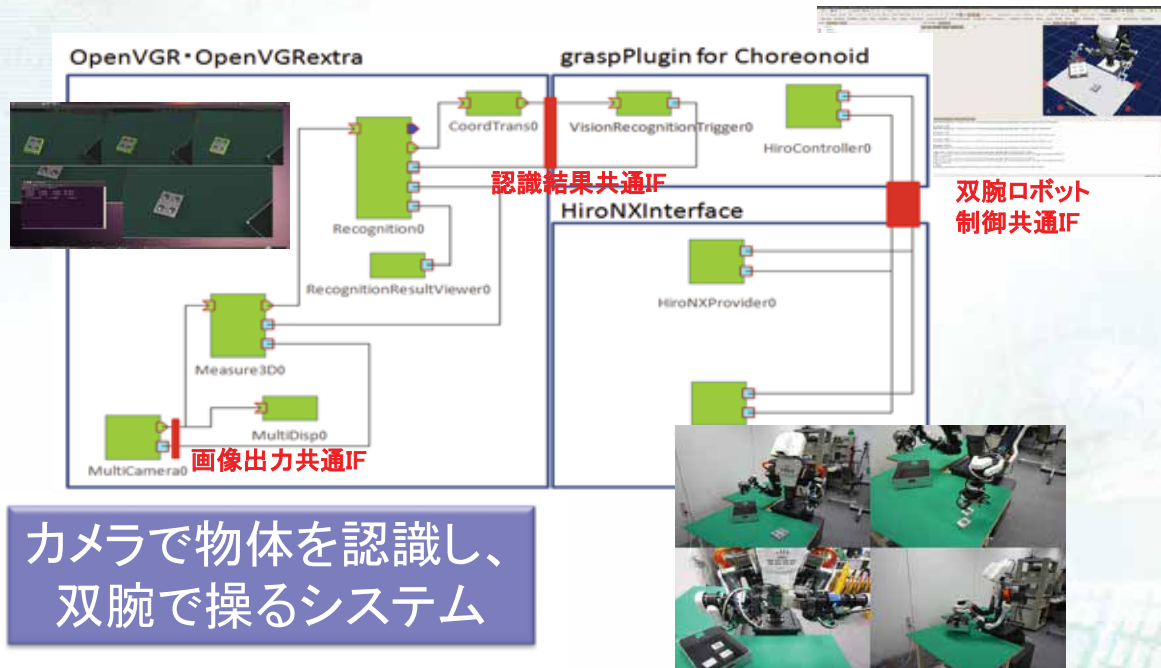 OpenVGR・OpenVGRextra
graspPlugin for Choreonoid
CoordTrans0
VisionRecognitionTrigger0
HiroController0
認識結果共通IF
双腕ロボット
制御共通IF
Recognition0
HiroNXInterface
RecognitionResultViewer0
HiroNXProvider0
Measure3D0
MultiDisp0
画像出力共通IF
MultiCamera0
カメラで物体を認識し、
双腕で操るシステム